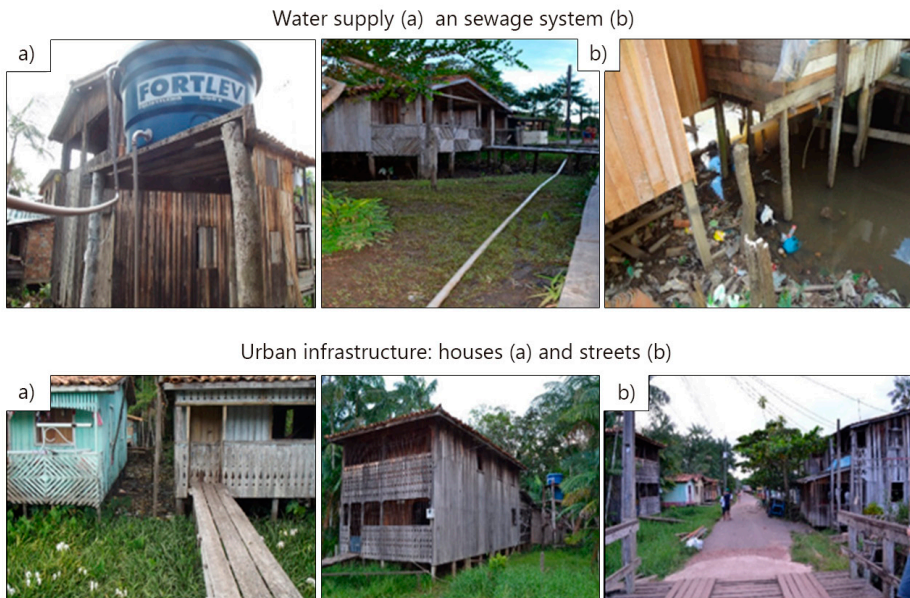 Water supply (a) an sewage system (b)
a)
b)
FORTLEV
Urban infrastructure: houses (a) and streets (b)
a)
b)